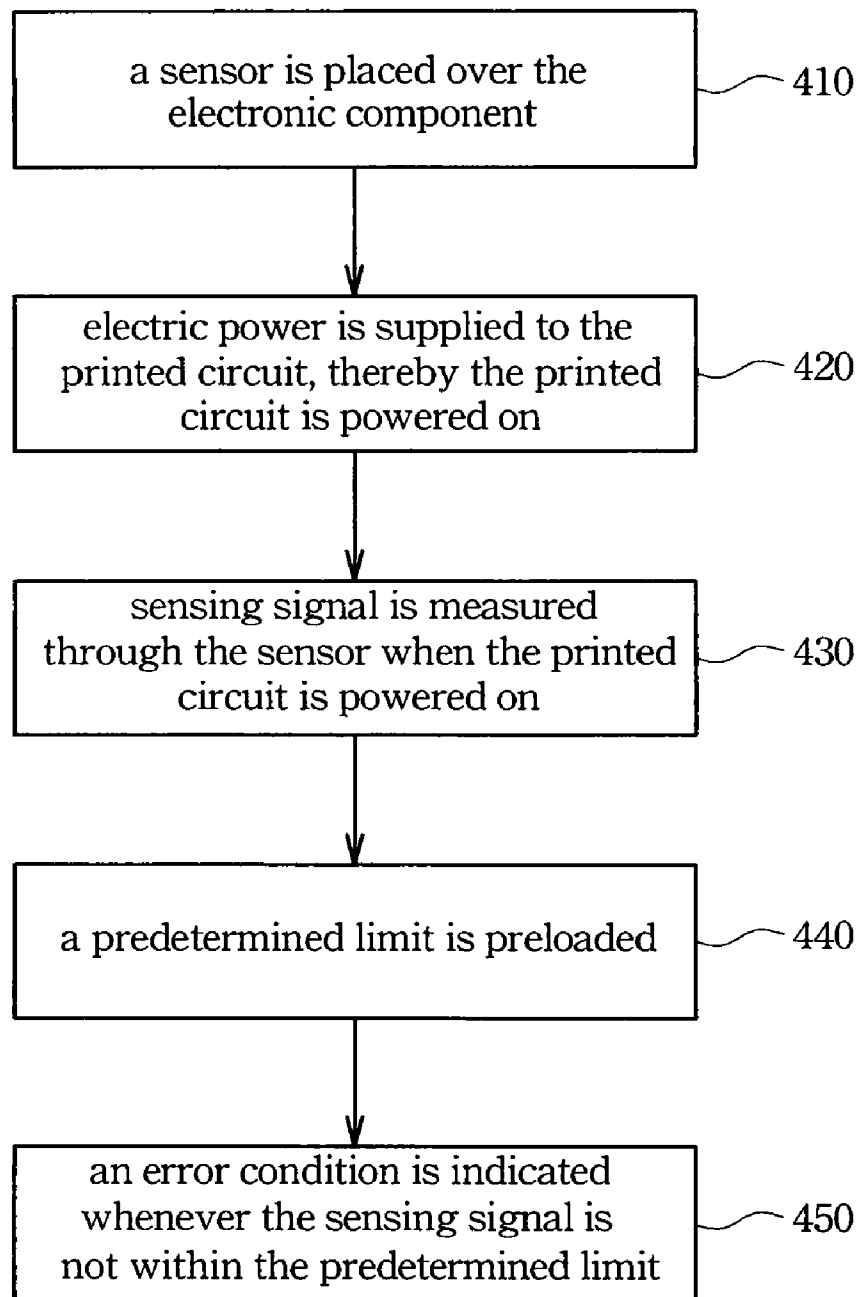 a sensor is placed over the
electronic component
410
electric power is supplied to the
printed circuit, thereby the printed
circuit is powered on
420
sensing signal is measured
through the sensor when the printed
circuit is powered on
430
a predetermined limit is preloaded
440
an error condition is indicated
whenever the sensing signal is
not within the predetermined limit
450